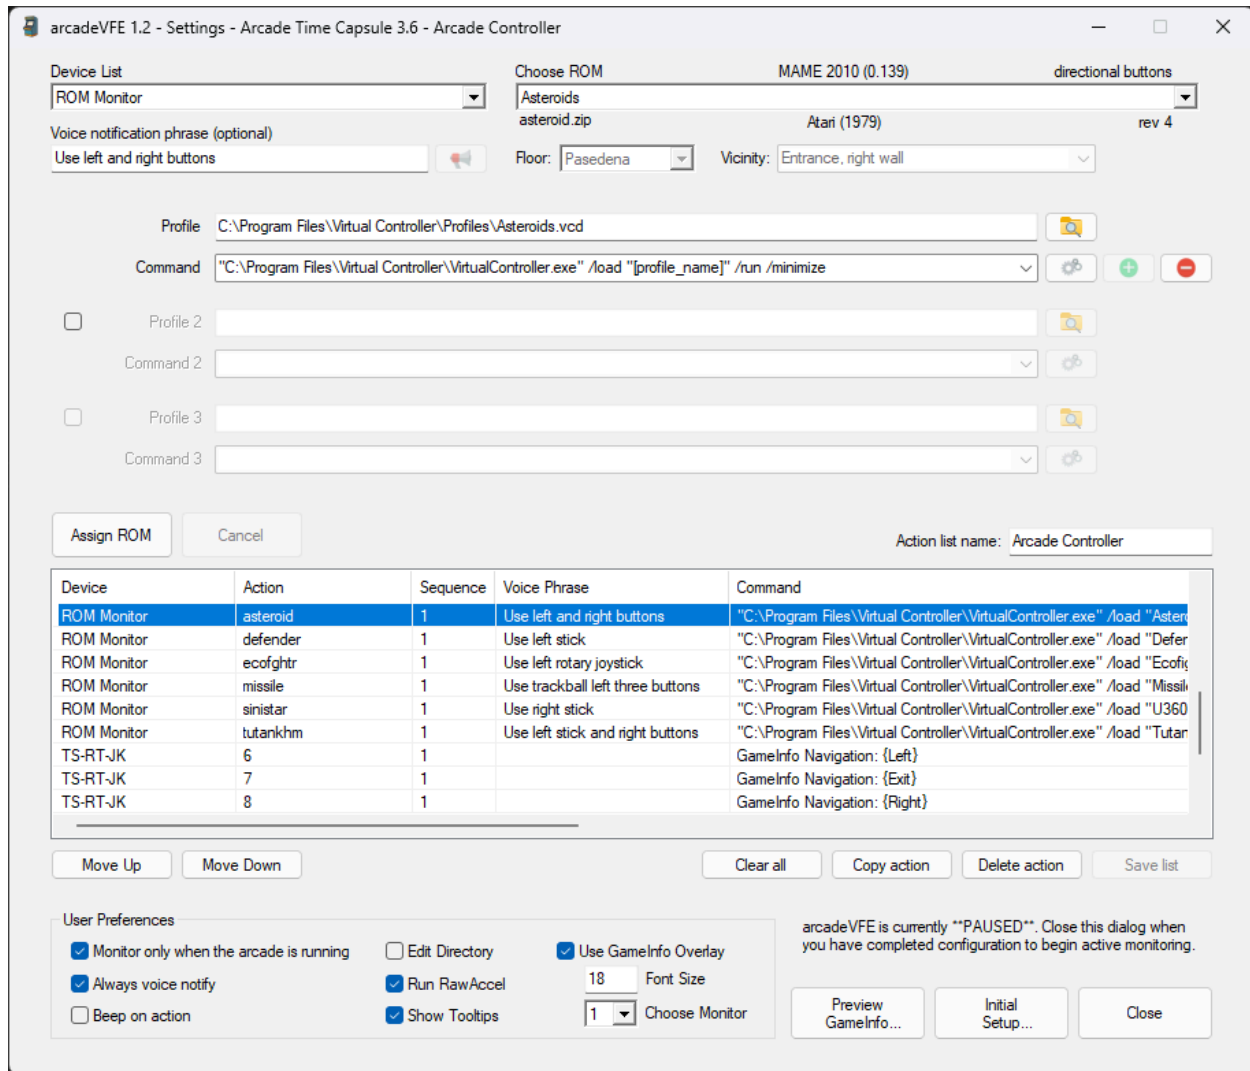 arcadeVFE 1.2 - Settings - Arcade Time Capsule 3.6 - Arcade Controller
Device List
Choose ROM MAME 2010 (0.139) directional buttons
ROM Monitor
Asteroids
asteroid.zip Atari (1979) rev 4
Voice notification phrase (optional)
Use left and right buttons
Floor: Pasedena Vicinity: Entrance, right wall
Profile C:\Program Files\Virtual Controller\Profiles\Asteroids.vcd
Command "C:\Program Files\Virtual Controller\VirtualController.exe" /load "[profile_name]" /run /minimize
Profile 2
Command 2
Profile 3
Command 3
Assign ROM Cancel
Action list name: Arcade Controller
Device Action Sequence Voice Phrase Command
ROM Monitor asteroid 1 Use left and right buttons "C:\Program Files\Virtual Controller\VirtualController.exe" /load "Astero
ROM Monitor defender 1 Use left stick "C:\Program Files\Virtual Controller\VirtualController.exe" /load "Defen
ROM Monitor ecofghtr 1 Use left rotary joystick "C:\Program Files\Virtual Controller\VirtualController.exe" /load "Ecofig
ROM Monitor missile 1 Use trackball left three buttons "C:\Program Files\Virtual Controller\VirtualController.exe" /load "Missile
ROM Monitor sinistar 1 Use right stick "C:\Program Files\Virtual Controller\VirtualController.exe" /load "U360
ROM Monitor tutankhm 1 Use left stick and right buttons "C:\Program Files\Virtual Controller\VirtualController.exe" /load "Tutan
TS-RT-JK 6 1 GameInfo Navigation: {Left}
TS-RT-JK 7 1 GameInfo Navigation: {Exit}
TS-RT-JK 8 1 GameInfo Navigation: {Right}
Move Up Move Down Clear all Copy action Delete action Save list
User Preferences
Monitor only when the arcade is running Edit Directory Use GameInfo Overlay
Always voice notify Run RawAccel 18 Font Size
Beep on action Show Tooltips 1 Choose Monitor
arcadeVFE is currently **PAUSED**. Close this dialog when
you have completed configuration to begin active monitoring.
Preview
GameInfo...
Initial
Setup...
Close